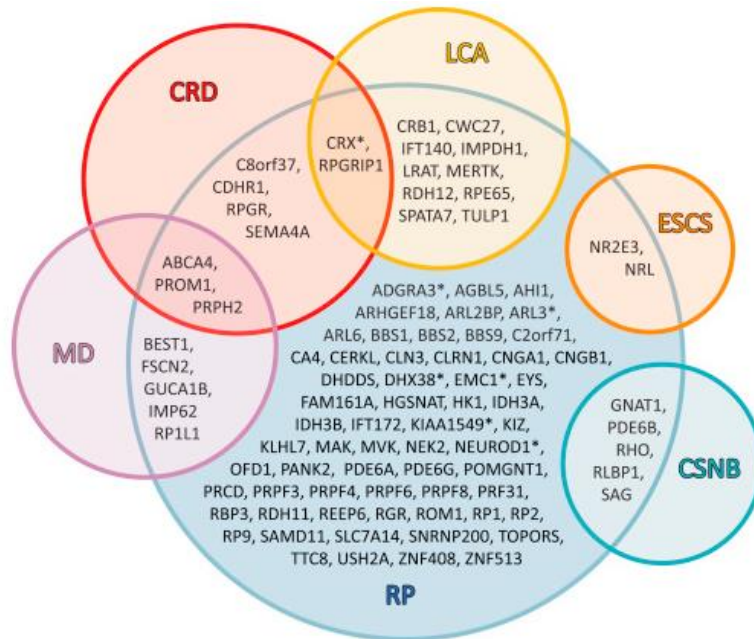 LCA
CRD
CRX*,
RPGRIP1
CRB1, CWC27,
IFT140, IMPDH1,
LRAT, MERTK,
RDH12, RPE65,
SPATA7, TULP1
C8orf37,
CDHR1,
RPGR,
SEMA4A
ESCS
NR2E3,
NRL
ABCA4,
PROM1,
PRPH2
MD
BEST1,
FSCN2,
GUCA1B,
IMP62
RP1L1
ADGRA3*, AGBL5, AHI1,
ARHGEF18, ARL2BP, ARL3*,
ARL6, BBS1, BBS2, BBS9, C2orf71,
CA4, CERKL, CLN3, CLRN1, CNGA1, CNGB1,
DHDDS, DHX38*, EMC1*, EYS,
FAM161A, HGSNAT, HK1, IDH3A,
IDH3B, IFT172, KIAA1549*, KIZ,
KLHL7, MAK, MVK, NEK2, NEUROD1*,
OFD1, PANK2, PDE6A, PDE6G, POMGNT1,
PRCD, PRPF3, PRPF4, PRPF6, PRPF8, PRF31,
RBP3, RDH11, REEP6, RGR, ROM1, RP1, RP2,
RP9, SAMD11, SLC7A14, SNRNP200, TOPORS,
TTC8, USH2A, ZNF408, ZNF513
GNAT1,
PDE6B,
RHO,
RLBP1,
SAG
CSNB
RP